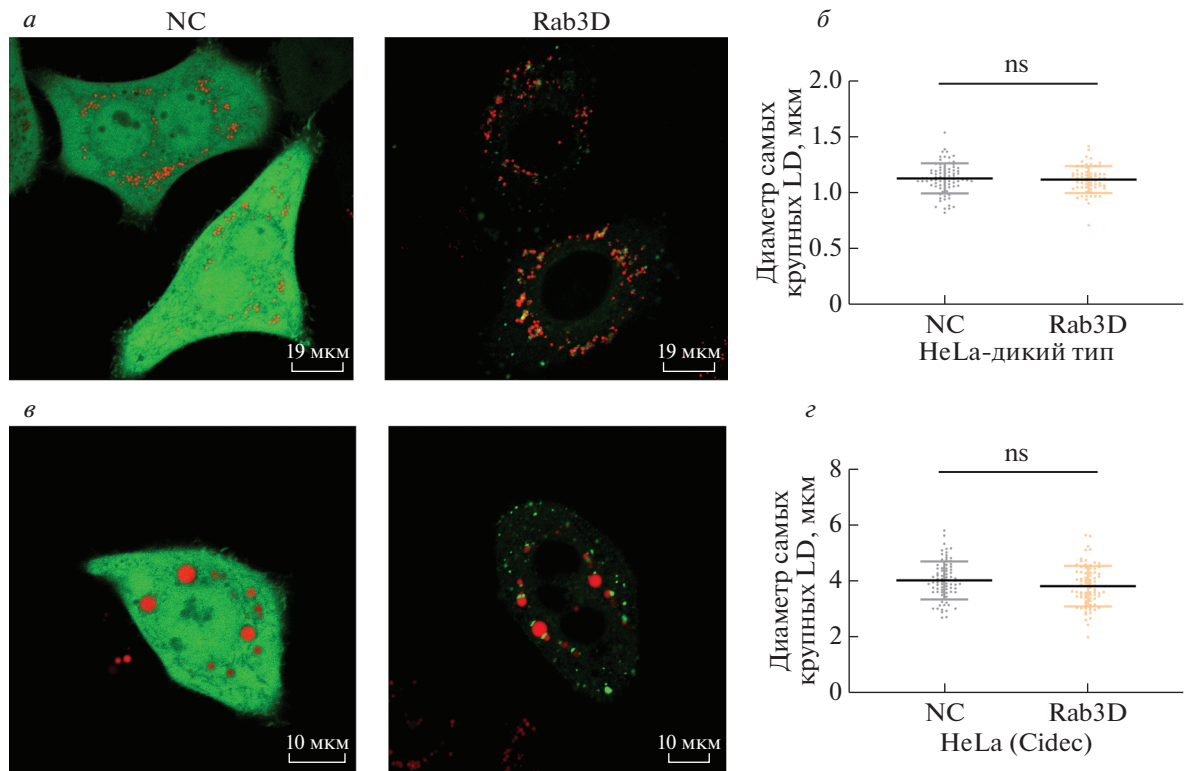 а
NC
Rab3D
19 мкм
19 мкм
б
Диаметр самых
крупных LD, мкм
2.0
1.5
1.0
0.5
0
ns
NC
Rab3D
HeLa-дикий тип
в
10 мкм
10 мкм
г
Диаметр самых
крупных LD, мкм
8
6
4
2
0
ns
NC
Rab3D
HeLa (Cidec)